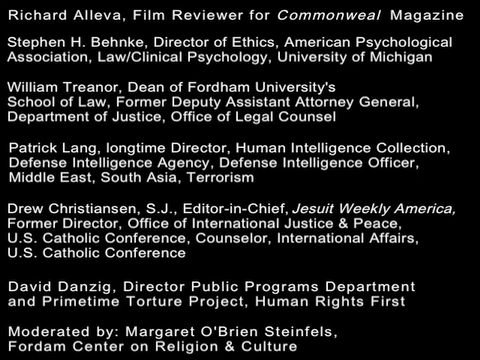 Richard Alleva, Film Reviewer for Commonweal Magazine
Stephen H. Behnke, Director of Ethics, American Psychological
Association, Law/Clinical Psychology, University of Michigan
William Treanor, Dean of Fordham University's
School of Law, Former Deputy Assistant Attorney General,
Department of Justice, Office of Legal Counsel
Patrick Lang, longtime Director, Human Intelligence Collection,
Defense Intelligence Agency, Defense Intelligence Officer,
Middle East, South Asia, Terrorism
Drew Christiansen, S.J., Editor-in-Chief, Jesuit Weekly America,
Former Director, Office of International Justice & Peace,
U.S. Catholic Conference, Counselor, International Affairs,
U.S. Catholic Conference
David Danzig, Director Public Programs Department
and Primetime Torture Project, Human Rights First
Moderated by: Margaret O'Brien Steinfels,
Fordam Center on Religion & Culture